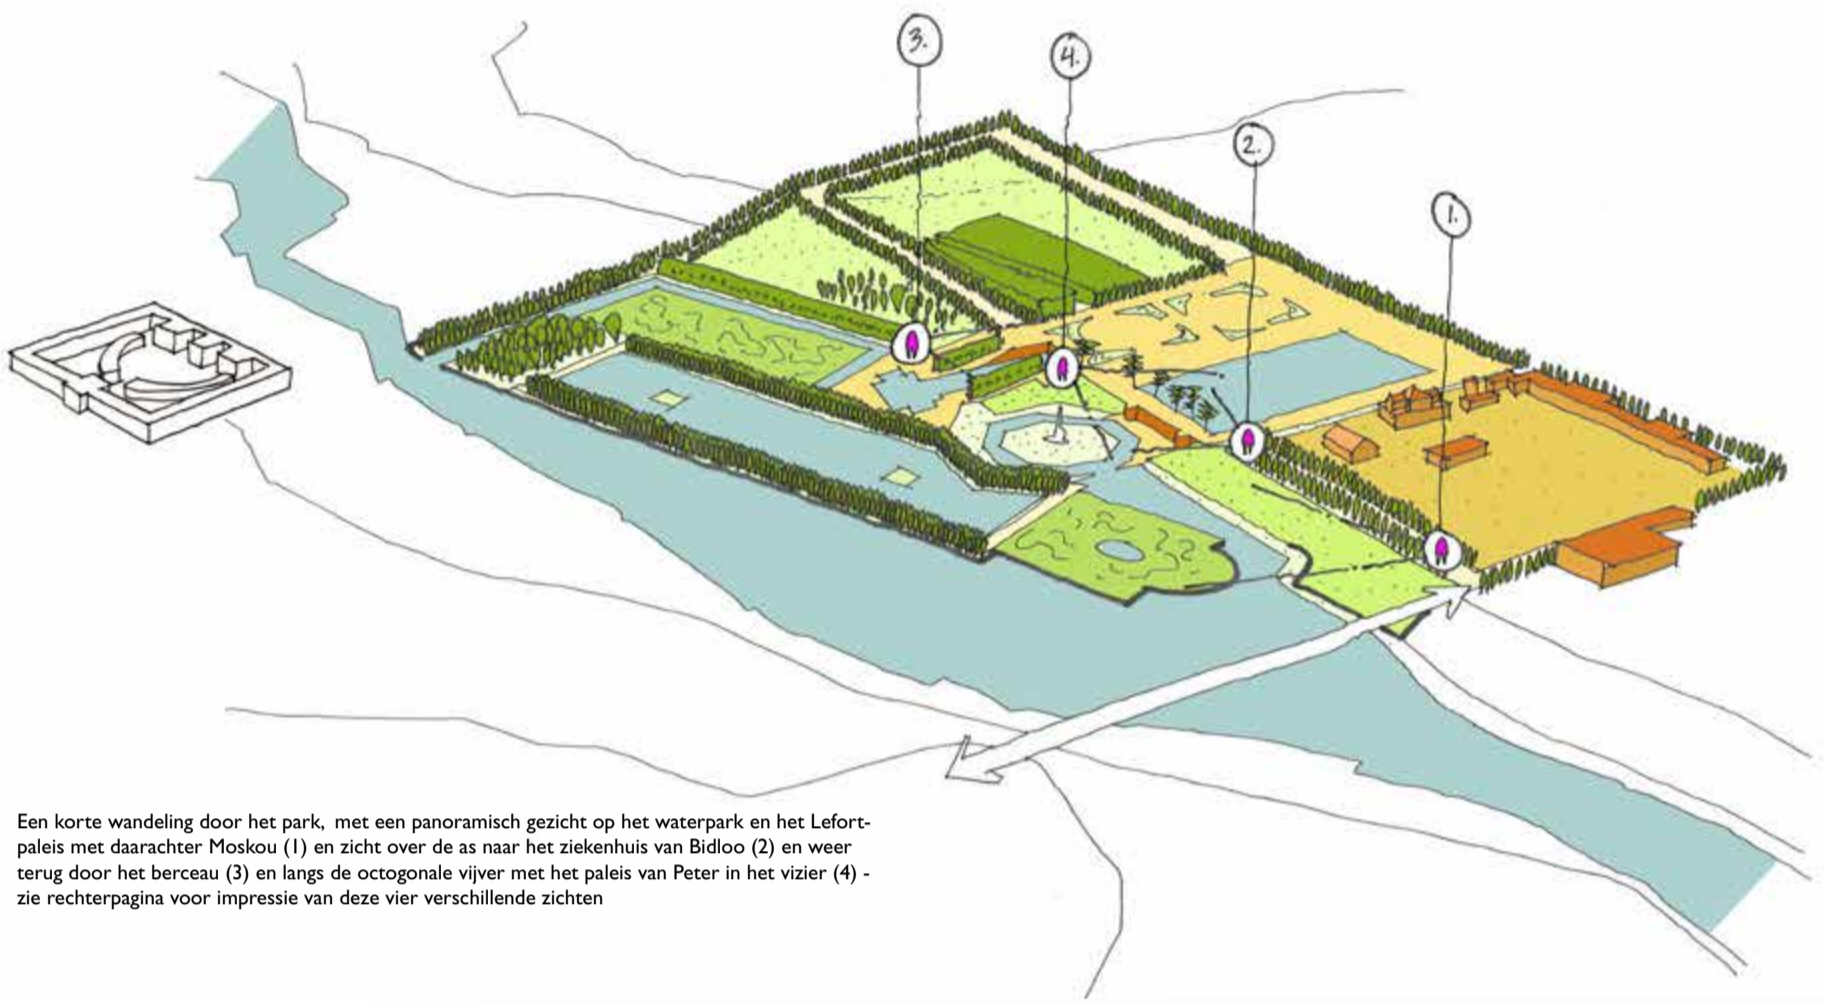 3.
4.
2.
1.
Een korte wandeling door het park, met een panoramisch gezicht op het waterpark en het Lefort-
paleis met daarachter Moskou (1) en zicht over de as naar het ziekenhuis van Bidloo (2) en weer
terug door het berceau (3) en langs de octogonale vijver met het paleis van Peter in het vizier (4) -
zie rechterpagina voor impressie van deze vier verschillende zichten